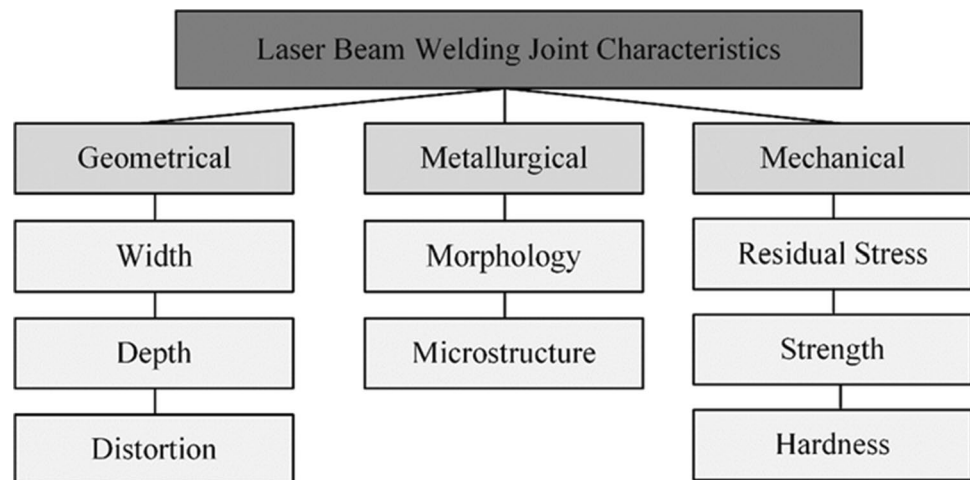 Laser Beam Welding Joint Characteristics
Geometrical
Width
Depth
Distortion
Metallurgical
Morphology
Microstructure
Mechanical
Residual Stress
Strength
Hardness